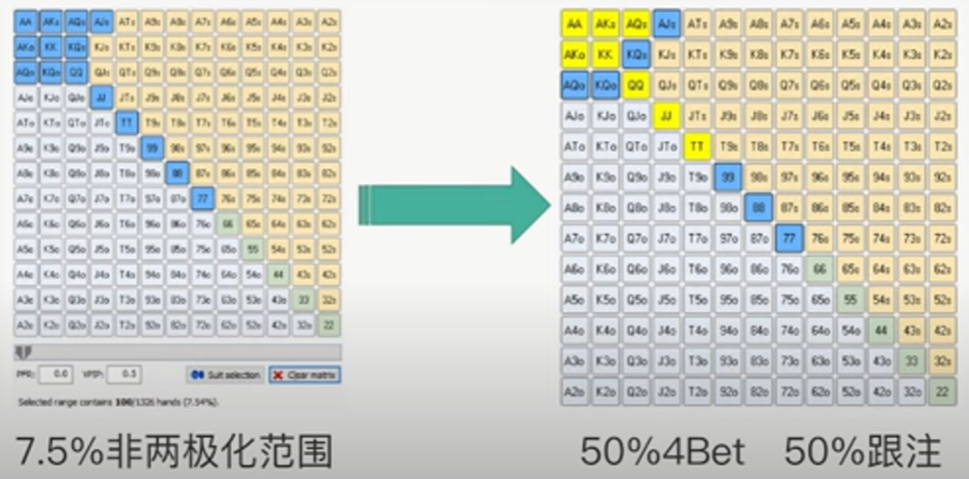 AA AKs AQs AJs ATs A9s A8s A7s A6s A5s A4s A3s A2s
AKo KK KQs KJs KTs K9s K8s K7s K6s K5s K4s K3s K2s
AQo KQo QQ QJs QTs Q9s Q8s Q7s Q6s Q5s Q4s Q3s Q2s
AJo KJo QJo JJ JTs J9s J8s J7s J6s J5s J4s J3s J2s
ATo KTo QTo JTo TT T9s T8s T7s T6s T5s T4s T3s T2s
A9o K9o Q9o J9o T9o 99 98s 97s 96s 95s 94s 93s 92s
A8o K8o Q8o J8o T8o 98o 88 87s 86s 85s 84s 83s 82s
A7o K7o Q7o J7o T7o 97o 87o 77 76s 75s 74s 73s 72s
A6o K6o Q6o J6o T6o 96o 86o 76o 66 65s 64s 63s 62s
A5o K5o Q5o J5o T5o 95o 85o 75o 65o 55 54s 53s 52s
A4o K4o Q4o J4o T4o 94o 84o 74o 64o 54o 44 43s 42s
A3o K3o Q3o J3o T3o 93o 83o 73o 63o 53o 43o 33 32s
A2o K2o Q2o J2o T2o 92o 82o 72o 62o 52o 42o 32o 22
0.0 VPIP: 0.3 Suit selection Clear matrix
Selected range contains 100/1326 hands (7.54%).
7.5%非两极化范围
AA AKs AQs AJs ATs A9s A8s A7s A6s A5s A4s A3s A2s
AKo KK KQs KJs KTs K9s K8s K7s K6s K5s K4s K3s K2s
AQo KQo QQ QJs QTs Q9s Q8s Q7s Q6s Q5s Q4s Q3s Q2s
AJo KJo QJo JJ JTs J9s J8s J7s J6s J5s J4s J3s J2s
ATo KTo QTo JTo TT T9s T8s T7s T6s T5s T4s T3s T2s
A9o K9o Q9o J9o T9o 99 98s 97s 96s 95s 94s 93s 92s
A8o K8o Q8o J8o T8o 98o 88 87s 86s 85s 84s 83s 82s
A7o K7o Q7o J7o T7o 97o 87o 77 76s 75s 74s 73s 72s
A6o K6o Q6o J6o T6o 96o 86o 76o 66 65s 64s 63s 62s
A5o K5o Q5o J5o T5o 95o 85o 75o 65o 55 54s 53s 52s
A4o K4o Q4o J4o T4o 94o 84o 74o 64o 54o 44 43s 42s
A3o K3o Q3o J3o T3o 93o 83o 73o 63o 53o 43o 33 32s
A2o K2o Q2o J2o T2o 92o 82o 72o 62o 52o 42o 32o 22
50%4Bet 50%跟注